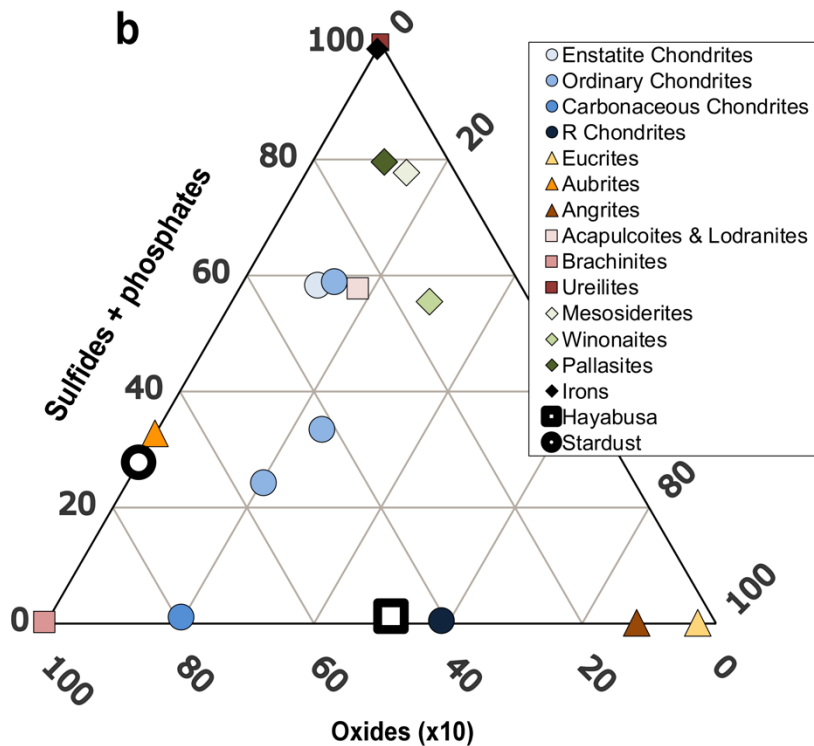 b
100
0
80
20
60
40
20
80
0
100
100
80
60
40
20
0
Sulfides + phosphates
Oxides (x10)
Enstatite Chondrites
Ordinary Chondrites
Carbonaceous Chondrites
R Chondrites
Eucrites
Aubrites
Angrites
Acapulcoites & Lodranites
Brachinites
Ureilites
Mesosiderites
Winonaites
Pallasites
Irons
Hayabusa
Stardust